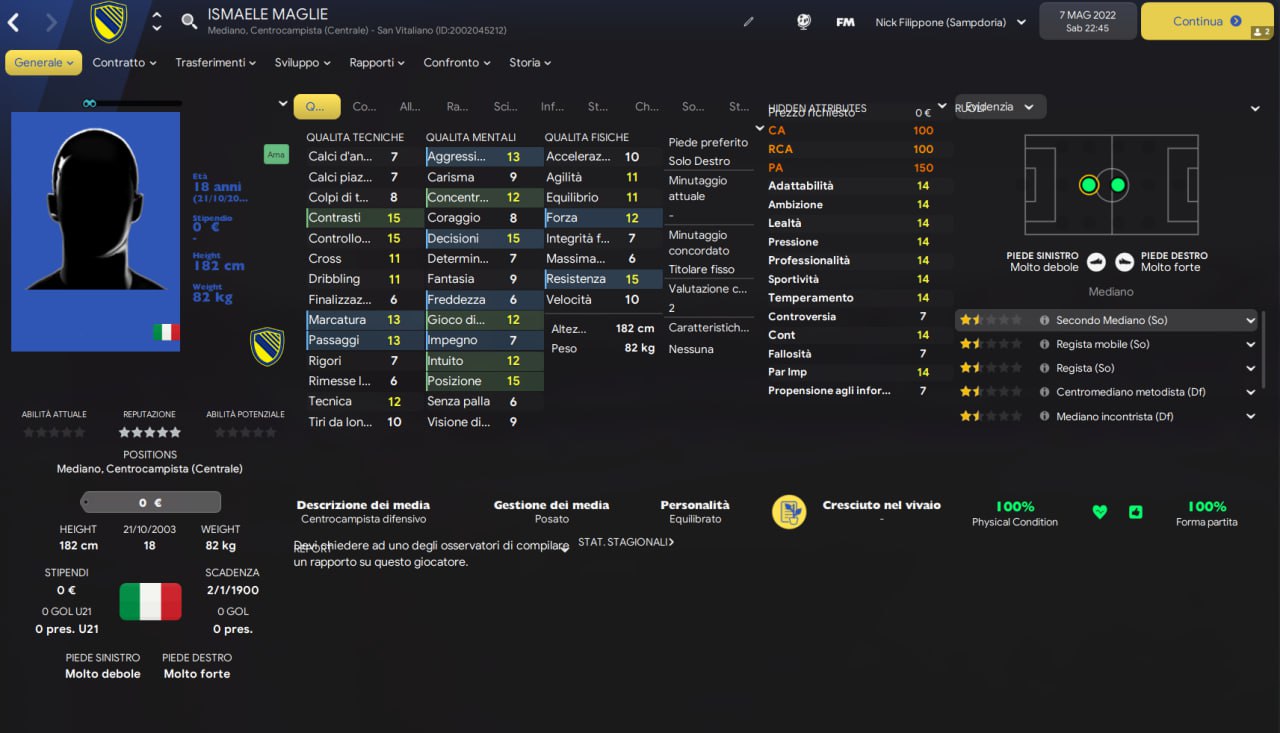 ISMAELE MAGLIE
Mediano, Centrocampista (Centrale) - San Vitaliano (ID:2002045212)
FM
Nick Filippone (Sampdoria)
7 MAG 2022
Sab 22:45
Continua
2
Generale
Contratto
Trasferimenti
Sviluppo
Rapporti
Confronto
Storia
Q...
Co...
All...
Ra...
Sci...
Inf...
St...
Ch...
So...
St...
Ama
Età
18 anni
(21/10/20...
Stipendio
0 €
-
Height
182 cm
Weight
82 kg
QUALITA TECNICHE
Calci d'an... 7
Calci piaz... 7
Colpi di t... 8
Contrasti 15
Controllo... 15
Cross 11
Dribbling 11
Finalizzaz... 6
Marcatura 13
Passaggi 13
Rigori 7
Rimesse l... 6
Tecnica 12
Tiri da lon... 10
QUALITA MENTALI
Aggressi... 13
Carisma 9
Concentr... 12
Coraggio 8
Decisioni 15
Determin... 7
Fantasia 9
Freddezza 6
Gioco di... 12
Impegno 7
Intuito 12
Posizione 15
Senza palla 6
Visione di... 9
QUALITA FISICHE
Acceleraz... 10
Agilità 11
Equilibrio 11
Forza 12
Integrità f... 7
Massima... 6
Resistenza 15
Velocità 10
Altez... 182 cm
Peso 82 kg
Piede preferito
Solo Destro
Minutaggio
attuale
-
Minutaggio
concordato
Titolare fisso
Valutazione c...
2
Caratteristich...
Nessuna
HIDDEN ATTRIBUTES
Prezzo richiesto 0 €
CA 100
RCA 100
PA 150
Adattabilità 14
Ambizione 14
Lealtà 14
Pressione 14
Professionalità 14
Sportività 14
Temperamento 14
Controversia 7
Cont 14
Fallosità 7
Par Imp 14
Propensione agli infor... 7
RUOLI
Evidenzia
PIEDE SINISTRO
Molto debole
PIEDE DESTRO
Molto forte
Mediano
Secondo Mediano (So)
Regista mobile (So)
Regista (So)
Centromediano metodista (Df)
Mediano incontrista (Df)
ABILITÀ ATTUALE
REPUTAZIONE
ABILITÀ POTENZIALE
POSITIONS
Mediano, Centrocampista (Centrale)
0 €
HEIGHT
182 cm
21/10/2003
18
WEIGHT
82 kg
STIPENDI
0 €
SCADENZA
2/1/1900
0 GOL U21
0 pres. U21
0 GOL
0 pres.
PIEDE SINISTRO
Molto debole
PIEDE DESTRO
Molto forte
Descrizione dei media
Centrocampista difensivo
Gestione dei media
Posato
Personalità
Equilibrato
Cresciuto nel vivaio
-
100%
Physical Condition
100%
Forma partita
REPORT
Devi chiedere ad uno degli osservatori di compilare
un rapporto su questo giocatore.
STAT. STAGIONALI